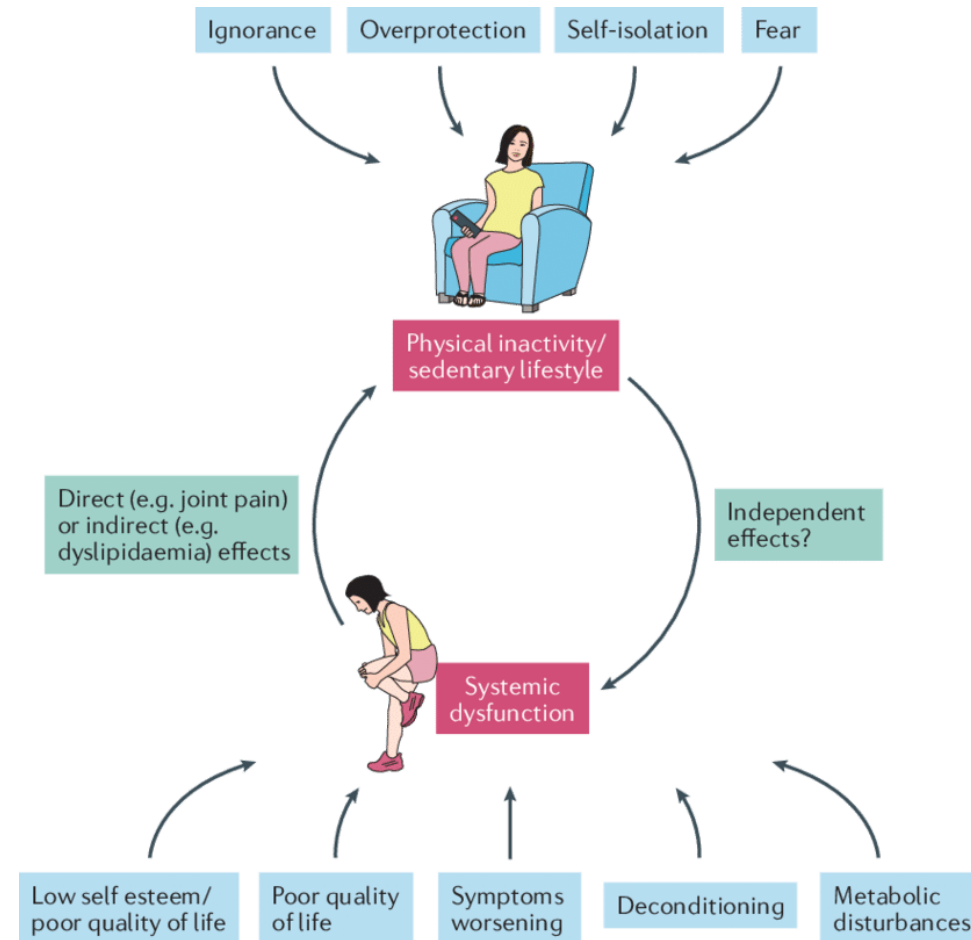 Ignorance
Overprotection
Self-isolation
Fear
Physical inactivity/
sedentary lifestyle
Direct (e.g. joint pain)
or indirect (e.g.
dyslipidaemia) effects
Independent
effects?
Systemic
dysfunction
Low self esteem/
poor quality of life
Poor quality
of life
Symptoms
worsening
Deconditioning
Metabolic
disturbances